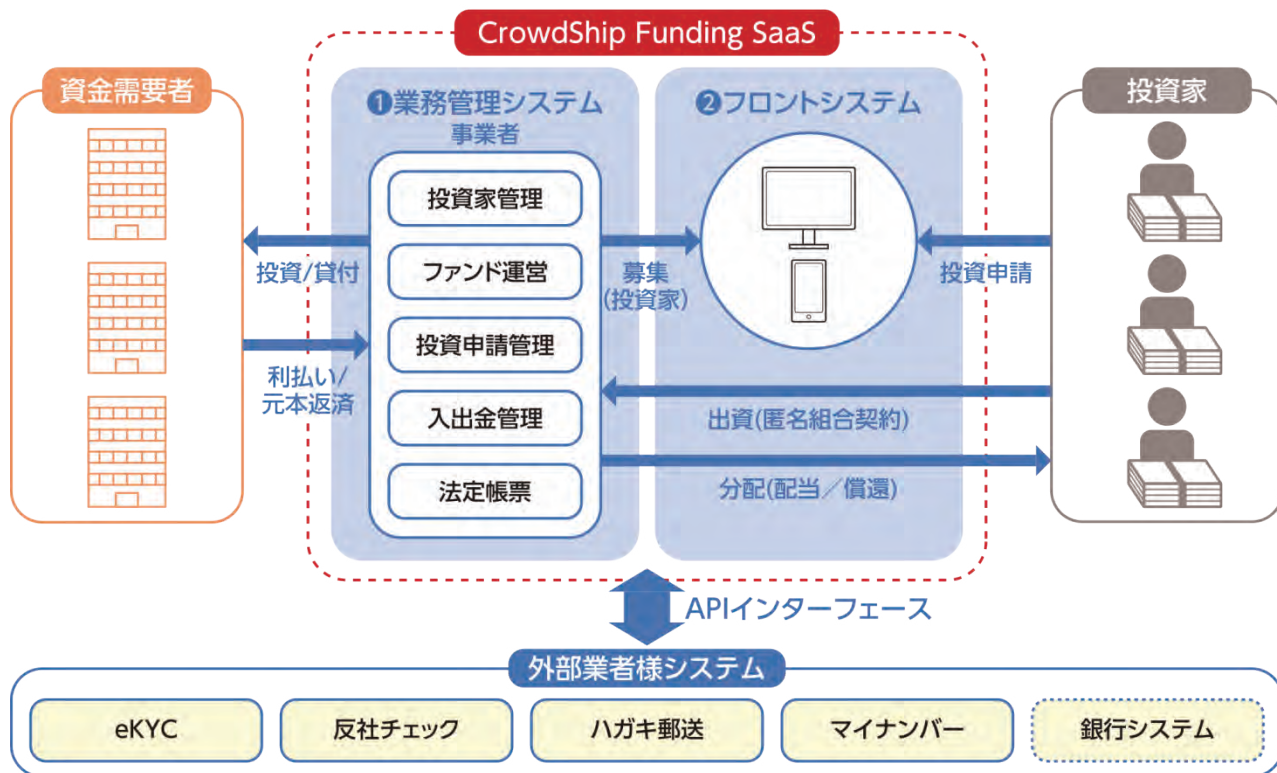 CrowdShip Funding SaaS
資金需要者
❶業務管理システム
事業者
投資家管理
ファンド運営
投資申請管理
入出金管理
法定帳票
❷フロントシステム
投資家
投資/貸付
利払い/
元本返済
募集
(投資家)
投資申請
出資(匿名組合契約)
分配(配当／償還)
APIインターフェース
外部業者様システム
eKYC
反社チェック
ハガキ郵送
マイナンバー
銀行システム